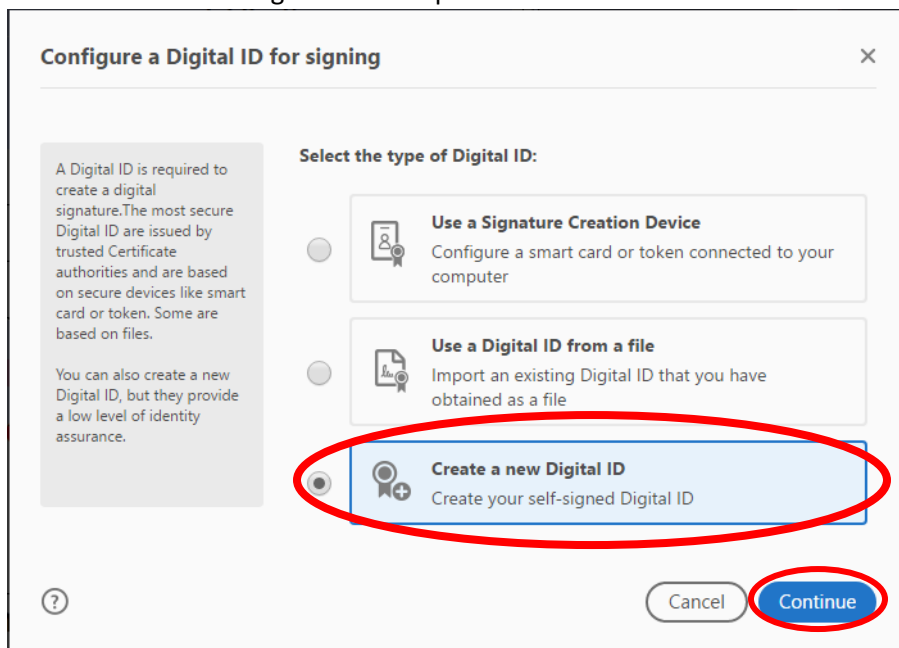 Configure a Digital ID for signing
A Digital ID is required to
create a digital
signature.The most secure
Digital ID are issued by
trusted Certificate
authorities and are based
on secure devices like smart
card or token. Some are
based on files.
You can also create a new
Digital ID, but they provide
a low level of identity
assurance.
Select the type of Digital ID:
Use a Signature Creation Device
Configure a smart card or token connected to your
computer
Use a Digital ID from a file
Import an existing Digital ID that you have
obtained as a file
Create a new Digital ID
Create your self-signed Digital ID
?
Cancel
Continue